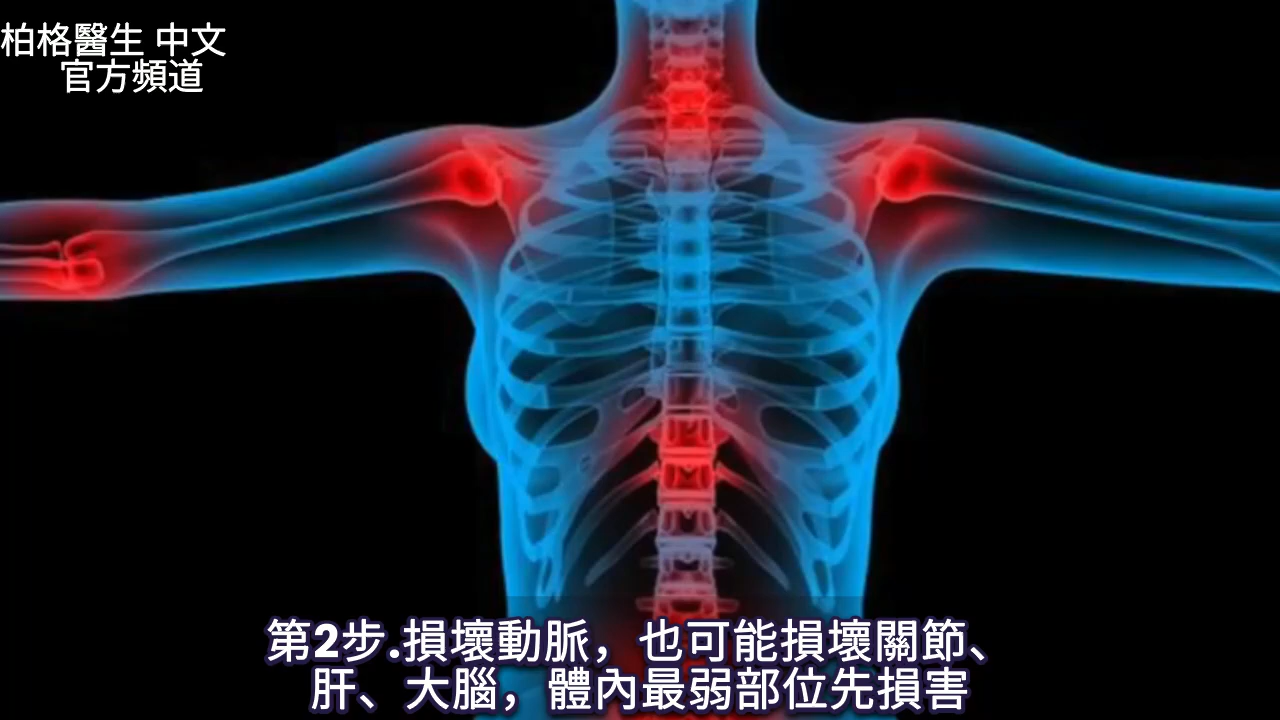 柏格醫生 中文
官方頻道
第2步.損壞動脈，也可能損壞關節、
肝、大腦，體內最弱部位先損害